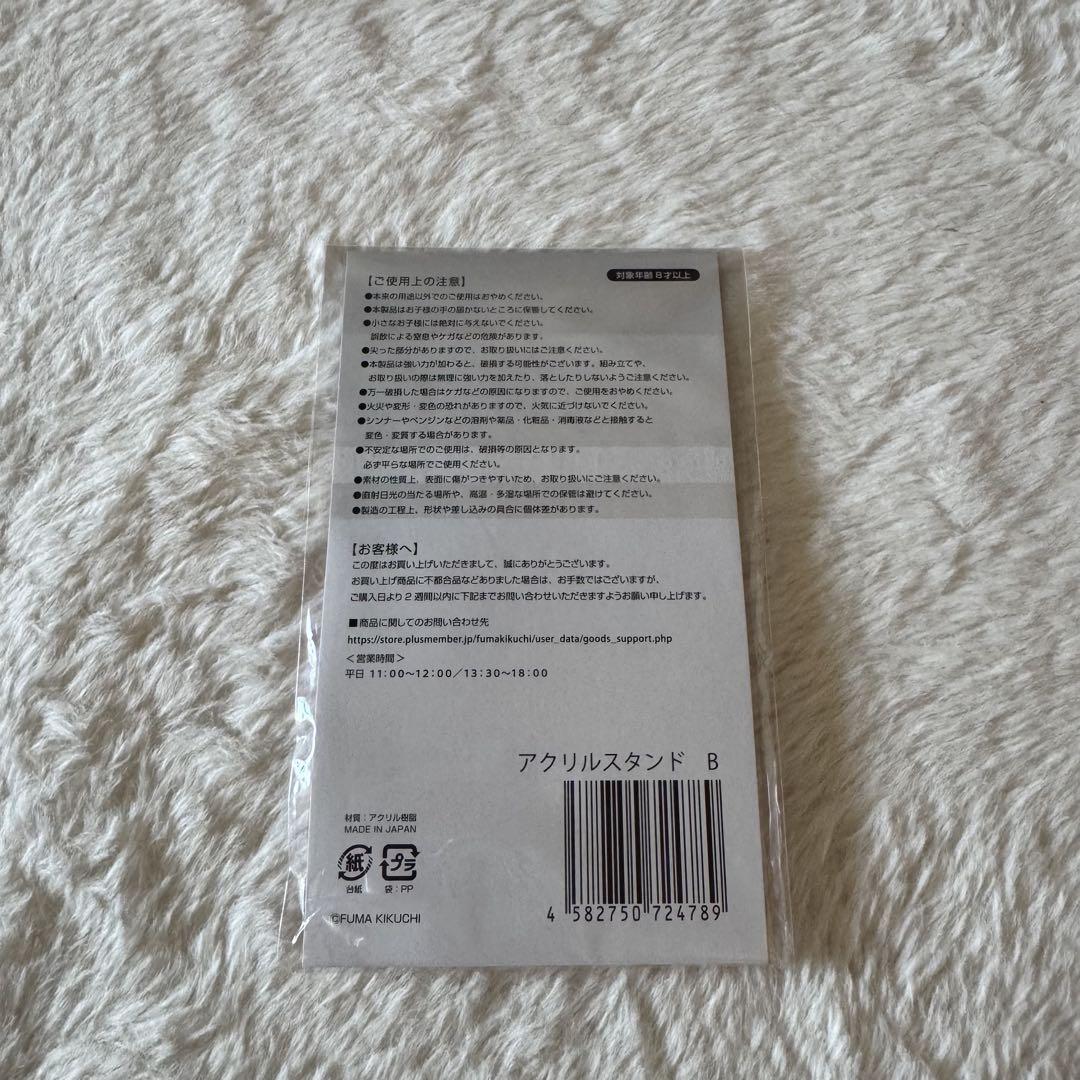 【ご使用上の注意】
対象年齢8才以上
●本来の用途以外でのご使用はおやめください。
●本製品はお子様の手の届かないところに保管してください。
●小さなお子様には絶対に与えないでください。
誤飲による窒息やケガなどの危険があります。
●尖った部分がありますので、お取り扱いにはご注意ください。
●本製品は強い力が加わると、破損する可能性がございます。組み立てや、
お取り扱いの際は無理に強い力を加えたり、落としたりしないようご注意ください。
●万一破損した場合はケガなどの原因になりますので、ご使用をおやめください。
●火災や変形・変色の恐れがありますので、火気に近づけないでください。
●シンナーやベンジンなどの溶剤や薬品・化粧品・消毒液などと接触すると
変色・変質する場合があります。
●不安定な場所でのご使用は、破損等の原因となります。
必ず平らな場所でご使用ください。
●素材の性質上、表面に傷がつきやすいため、お取り扱いにご注意ください。
●直射日光の当たる場所や、高温・多湿な場所での保管は避けてください。
●製造の工程上、形状や差し込みの具合に個体差があります。
【お客様へ】
この度はお買い上げいただきまして、誠にありがとうございます。
お買い上げ商品に不都合品などありました場合は、お手数ではございますが、
ご購入日より2週間以内に下記までお問い合わせいただきますようお願い申し上げます。
■商品に関してのお問い合わせ先
https://store.plusmember.jp/fumakikuchi/user_data/goods_support.php
＜営業時間＞
平日 11:00〜12:00／13:30〜18:00
アクリルスタンド B
材質：アクリル樹脂
MADE IN JAPAN
紙 プラ
台紙 袋：PP
©FUMA KIKUCHI
4 582750 724789